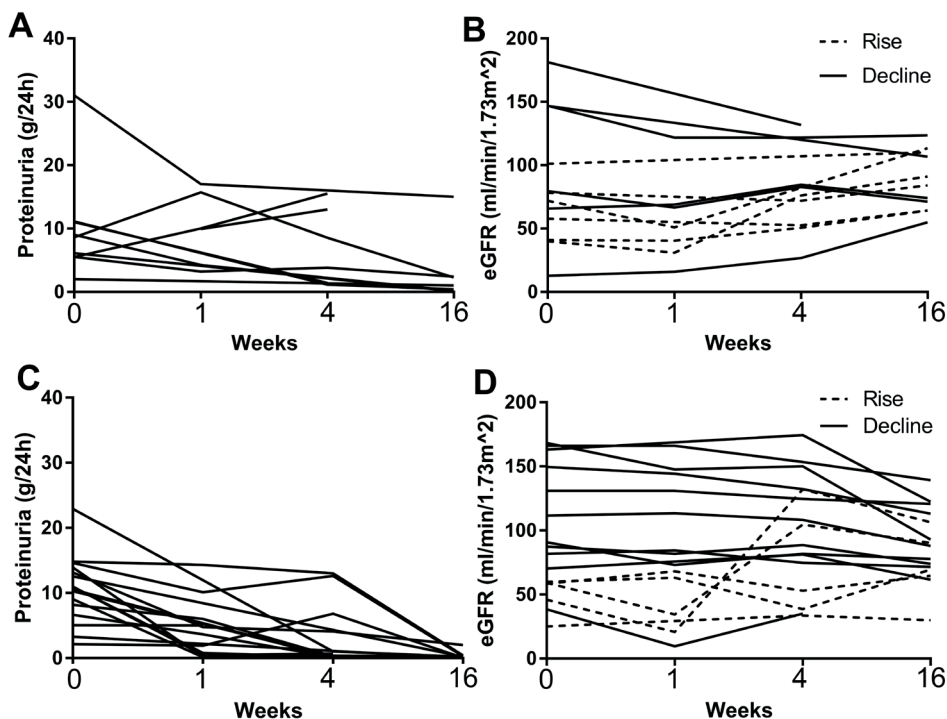 A
Proteinuria (g/24h)
40
30
20
10
0
0 1 4 16
Weeks
B
eGFR (ml/min/1.73m^2)
200
150
100
50
0
Rise
Decline
0 1 4 16
Weeks
C
Proteinuria (g/24h)
40
30
20
10
0
0 1 4 16
Weeks
D
eGFR (ml/min/1.73m^2)
200
150
100
50
0
Rise
Decline
0 1 4 16
Weeks